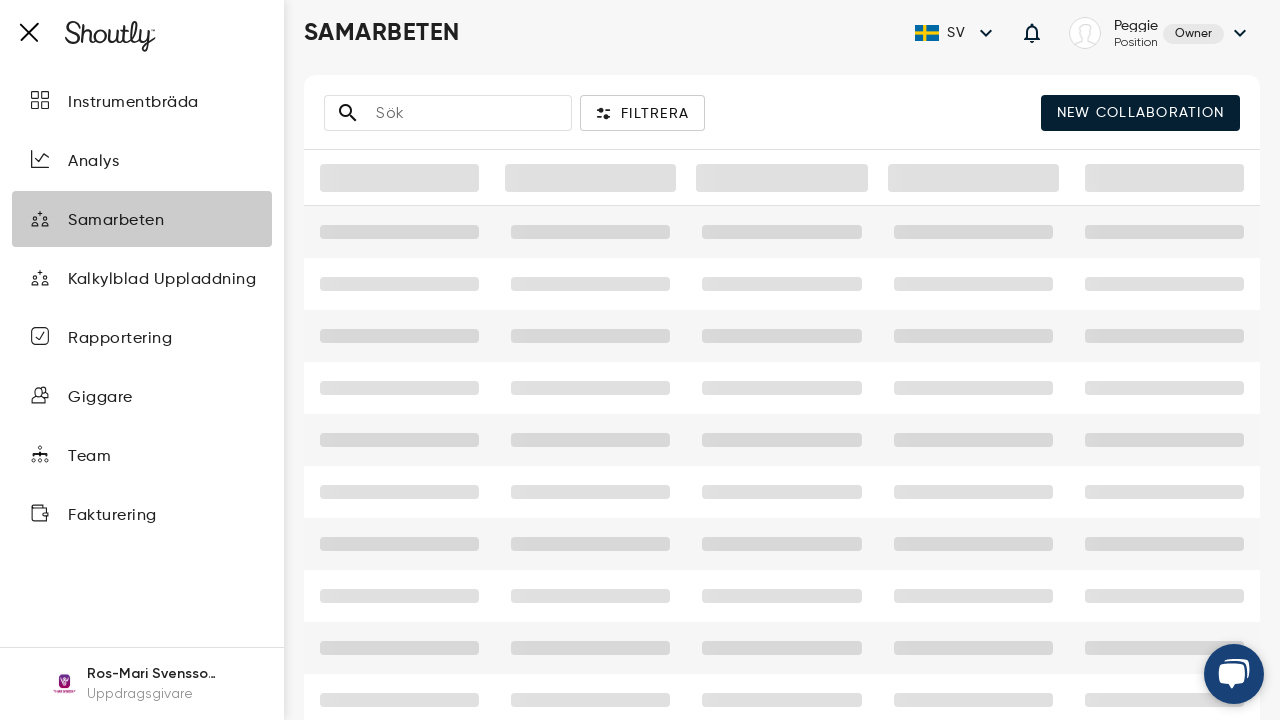 Shoutly
SAMARBETEN
SV
Peggie
Position
Owner
Instrumentbräda
Analys
Samarbeten
Kalkylblad Uppladdning
Rapportering
Giggare
Team
Fakturering
Sök
FILTRERA
NEW COLLABORATION
Ros-Mari Svensso...
Uppdragsgivare